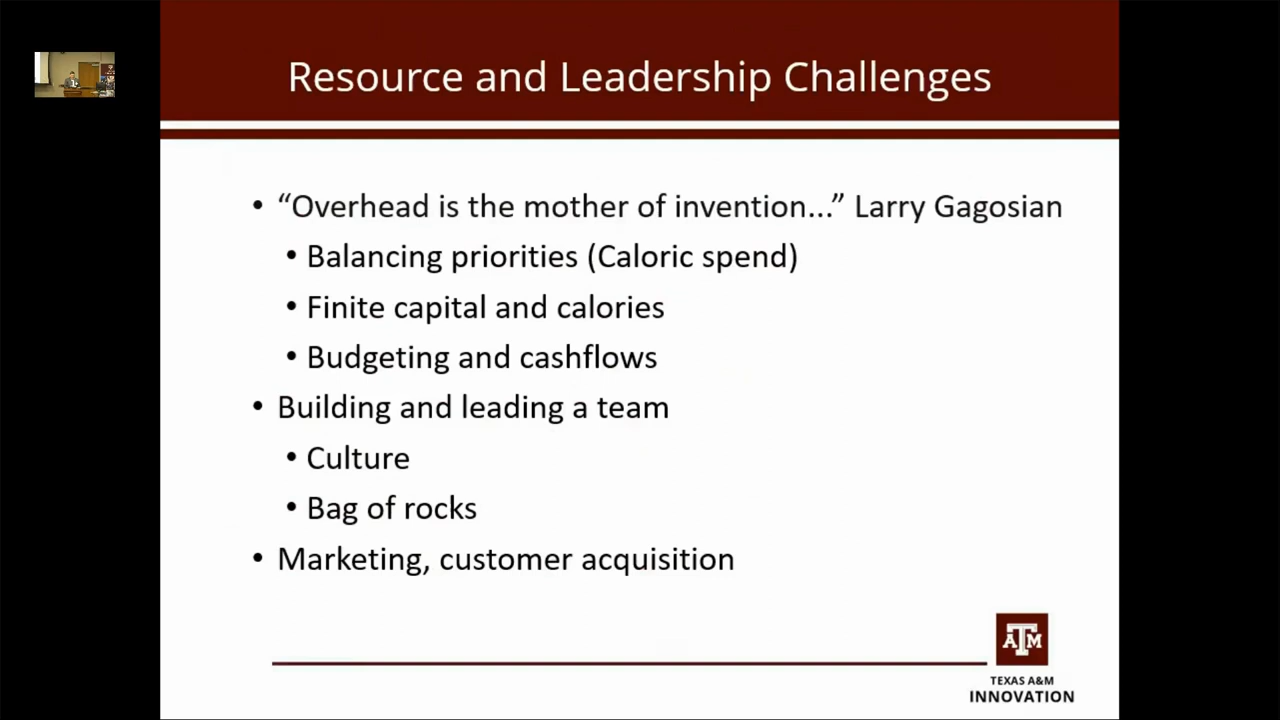 Resource and Leadership Challenges
• “Overhead is the mother of invention...” Larry Gagosian
• Balancing priorities (Caloric spend)
• Finite capital and calories
• Budgeting and cashflows
• Building and leading a team
• Culture
• Bag of rocks
• Marketing, customer acquisition
ATM
TEXAS A&M
INNOVATION